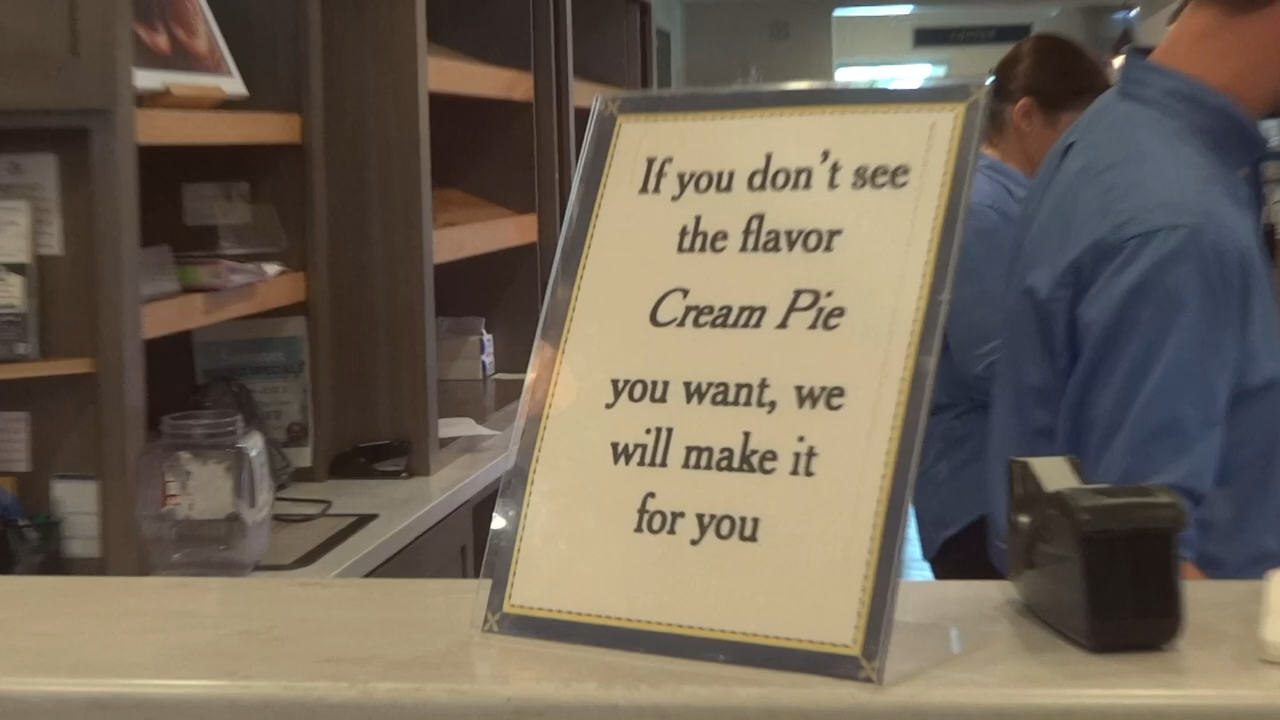 If you don't see
the flavor
Cream Pie
you want, we
will make it
for you